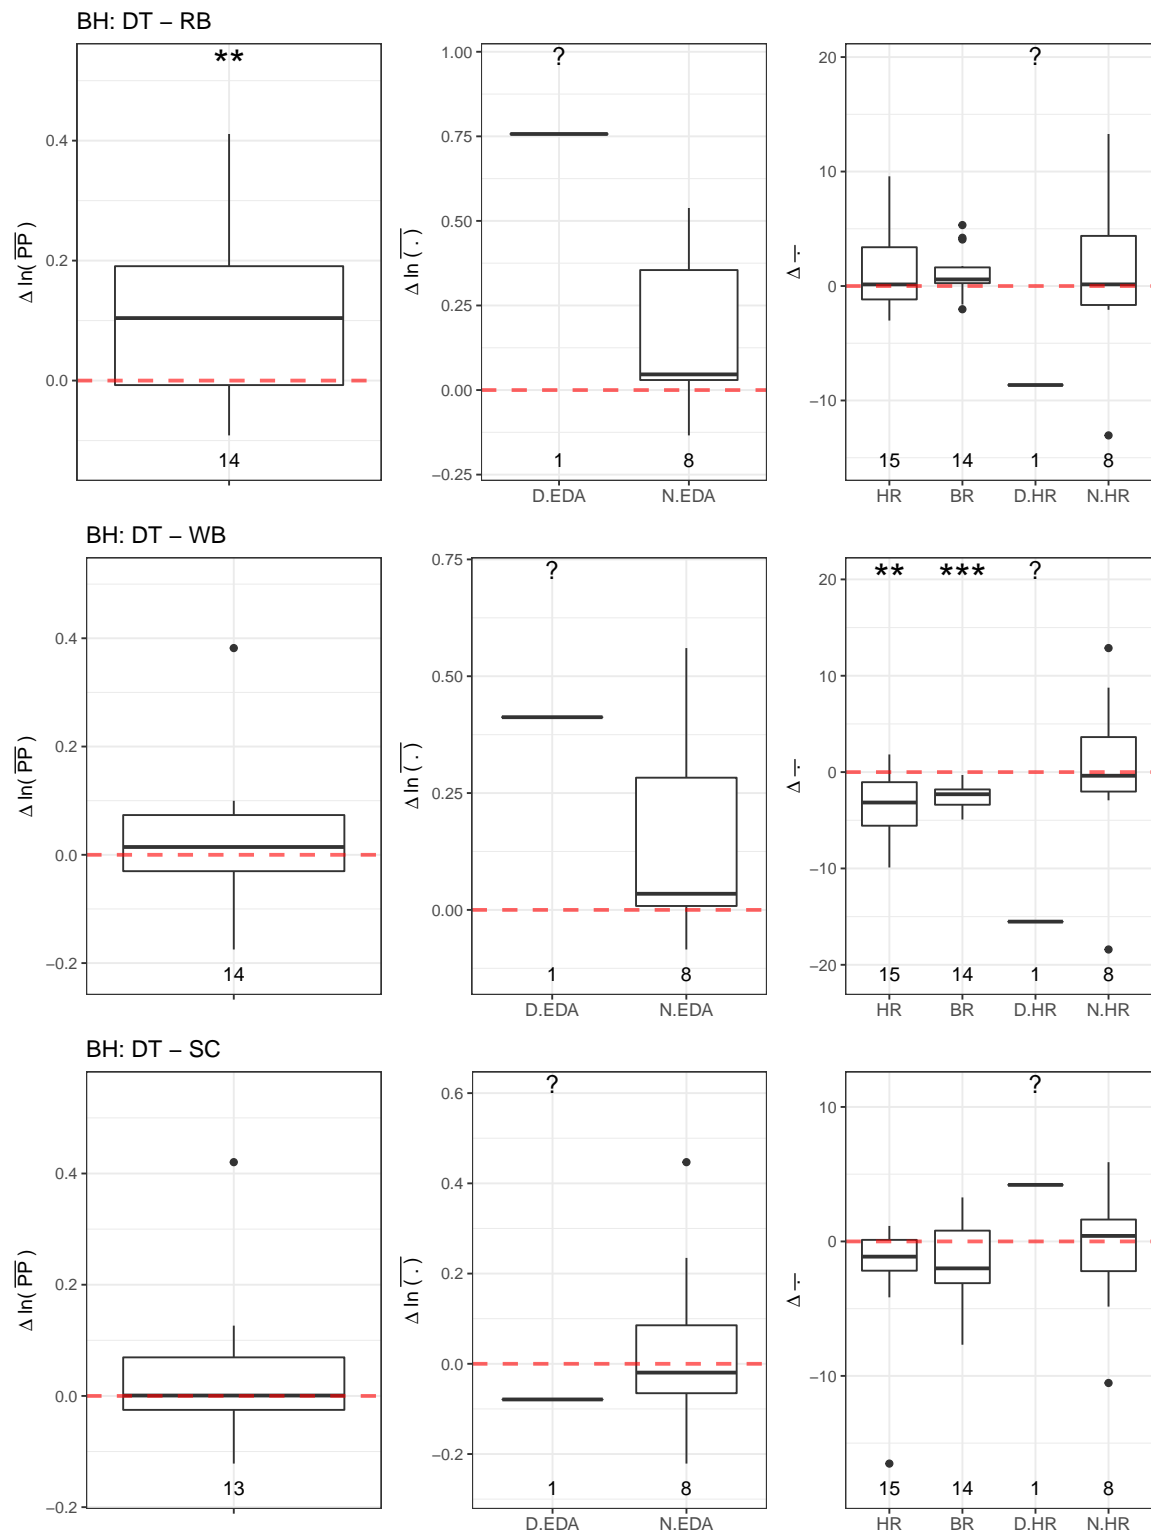 BH: DT – RB
Δ ln( PP )
0.4
0.2
0.0
**
14
Δ ln ( . )
1.00
0.75
0.50
0.25
0.00
−0.25
?
1
8
D.EDA
N.EDA
Δ .
20
10
0
−10
?
15
14
1
8
HR
BR
D.HR
N.HR
BH: DT – WB
Δ ln( PP )
0.4
0.2
0.0
−0.2
14
Δ ln ( . )
0.75
0.50
0.25
0.00
?
1
8
D.EDA
N.EDA
Δ .
20
10
0
−10
−20
**
***
?
15
14
1
8
HR
BR
D.HR
N.HR
BH: DT – SC
Δ ln( PP )
0.4
0.2
0.0
−0.2
13
Δ ln ( . )
0.6
0.4
0.2
0.0
−0.2
?
1
8
D.EDA
N.EDA
Δ .
10
0
−10
?
15
14
1
8
HR
BR
D.HR
N.HR